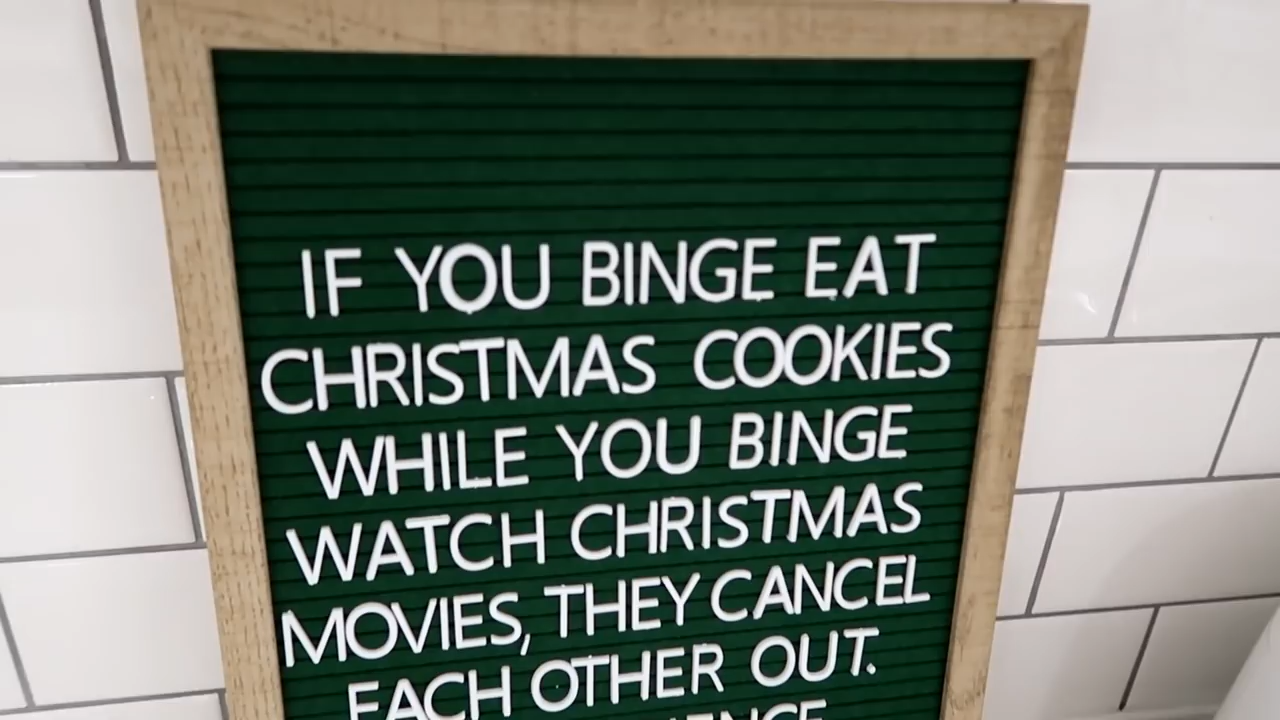 IF YOU BINGE EAT
CHRISTMAS COOKIES
WHILE YOU BINGE
WATCH CHRISTMAS
MOVIES, THEY CANCEL
EACH OTHER OUT.